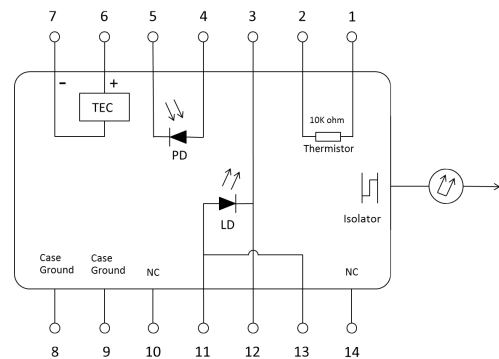 7 6 5 4 3 2 1
- +
TEC
10K ohm
Thermistor
PD
LD
Isolator
Case
Ground
Case
Ground
NC
NC
8 9 10 11 12 13 14